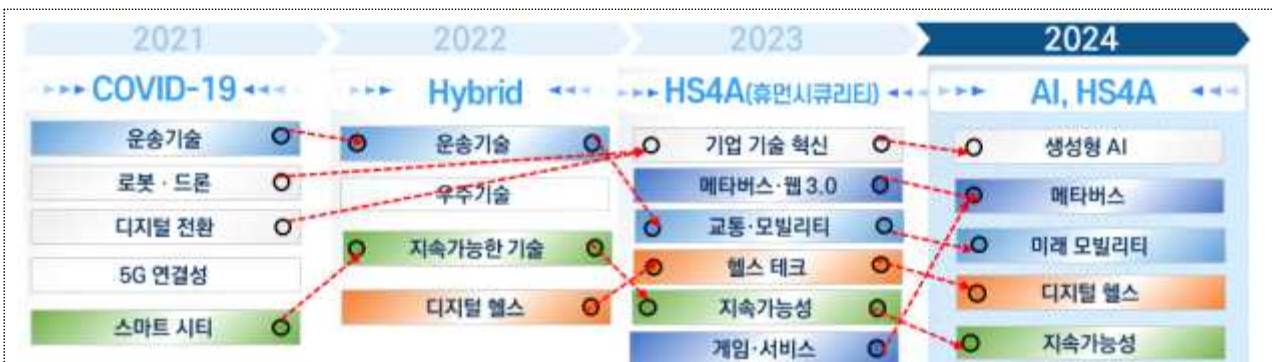 2021
2022
2023
2024
COVID-19
Hybrid
HS4A(휴먼시큐리티)
AI, HS4A
운송기술
로봇 · 드론
디지털 전환
5G 연결성
스마트 시티
운송기술
우주기술
지속가능한 기술
디지털 헬스
기업 기술 혁신
메타버스·웹 3.0
교통·모빌리티
헬스 테크
지속가능성
게임·서비스
생성형 AI
메타버스
미래 모빌리티
디지털 헬스
지속가능성